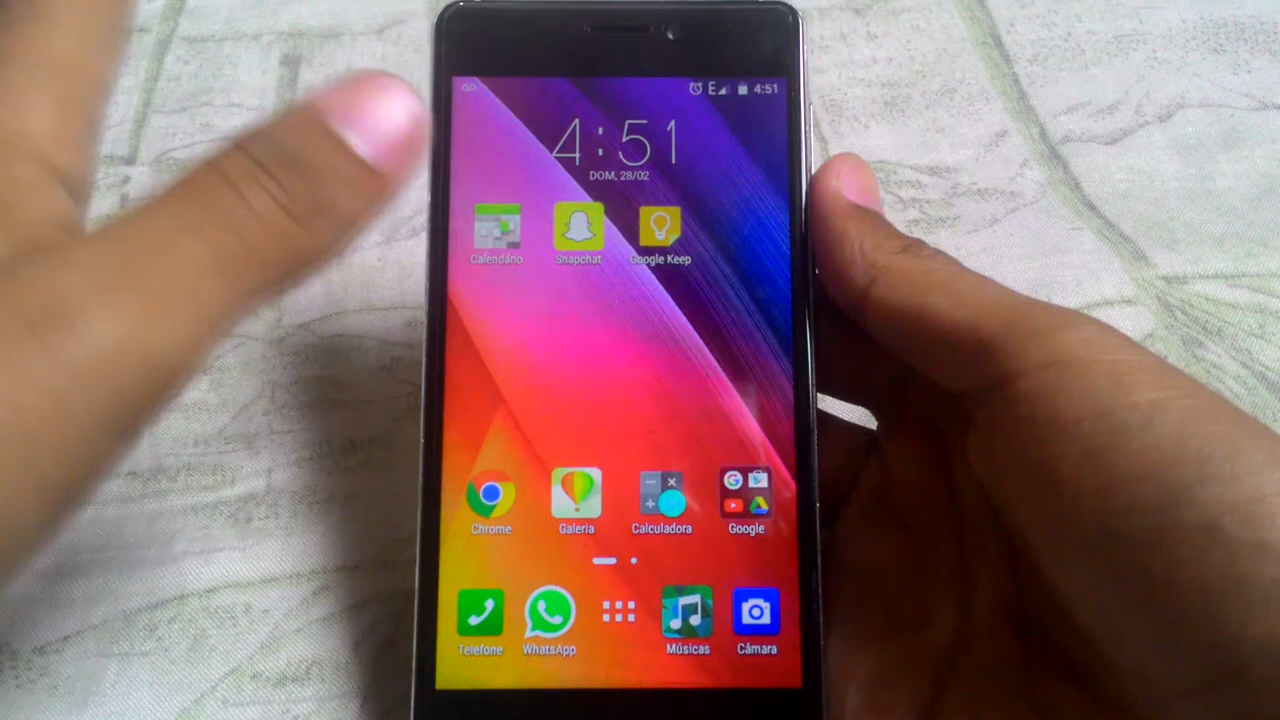 E 4:51
4:51
DOM, 28/02
Calendário Snapchat Google Keep
Chrome Galeria Calculadora Google
Telefone WhatsApp Músicas Câmara